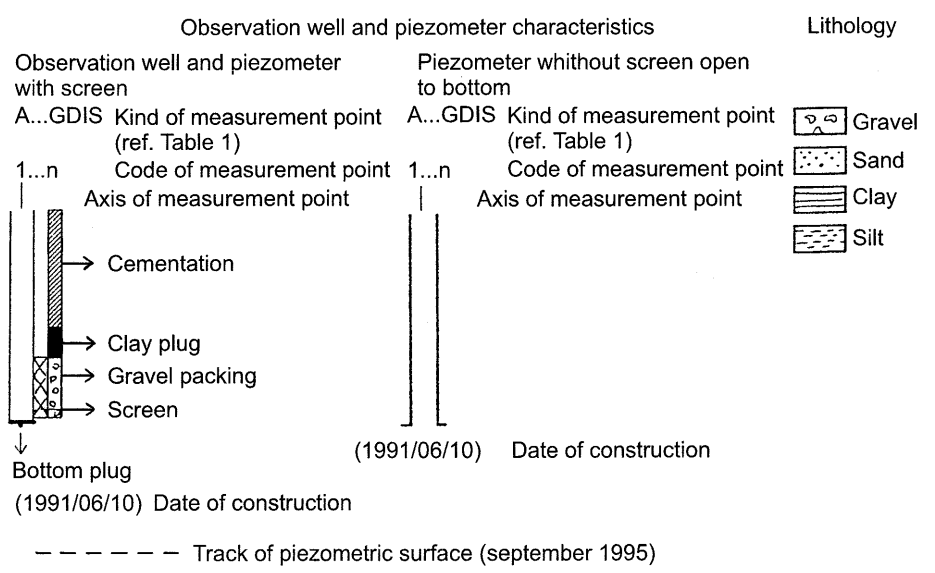 Observation well and piezometer characteristics
Lithology
Observation well and piezometer
with screen
A...GDIS Kind of measurement point
(ref. Table 1)
1...n Code of measurement point
Axis of measurement point
Cementation
Clay plug
Gravel packing
Screen
Bottom plug
(1991/06/10) Date of construction
Piezometer whithout screen open
to bottom
A...GDIS Kind of measurement point
(ref. Table 1)
1...n Code of measurement point
Axis of measurement point
(1991/06/10) Date of construction
Gravel
Sand
Clay
Silt
Track of piezometric surface (september 1995)